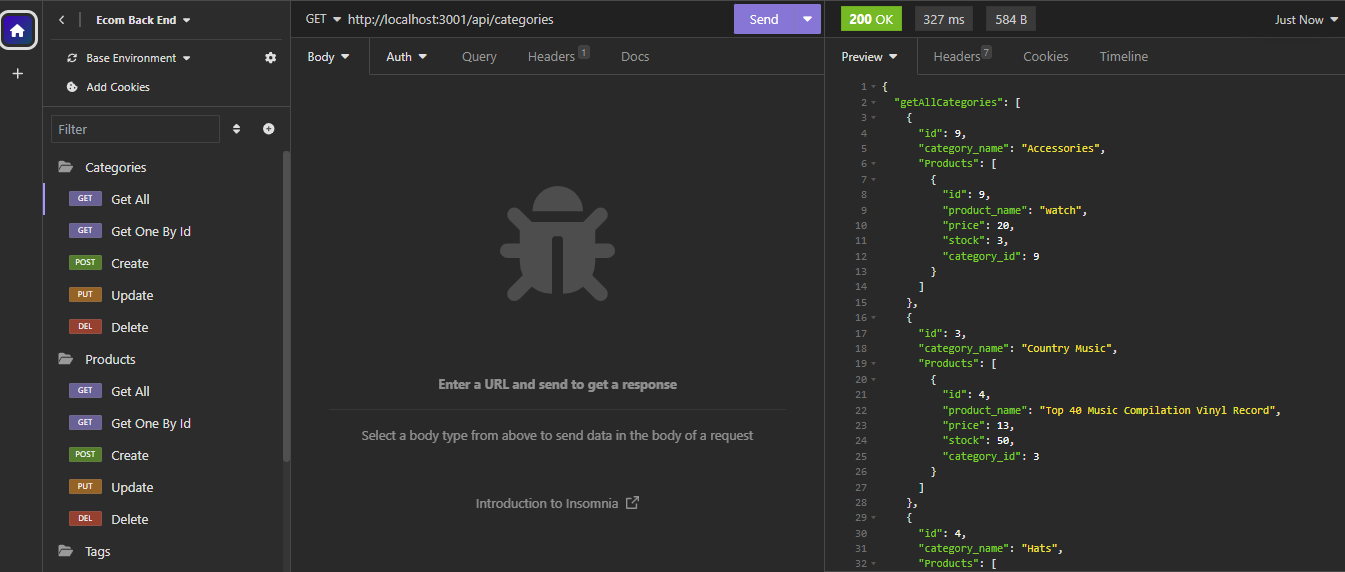 Ecom Back End
Base Environment
Add Cookies
Filter
Categories
GET Get All
GET Get One By Id
POST Create
PUT Update
DEL Delete
Products
GET Get All
GET Get One By Id
POST Create
PUT Update
DEL Delete
Tags
GET http://localhost:3001/api/categories Send
Body Auth Query Headers 1 Docs
Enter a URL and send to get a response
Select a body type from above to send data in the body of a request
Introduction to Insomnia
200 OK 327 ms 584 B Just Now
Preview Headers 7 Cookies Timeline
1 {
2 "getAllCategories": [
3 {
4 "id": 9,
5 "category_name": "Accessories",
6 "Products": [
7 {
8 "id": 9,
9 "product_name": "watch",
10 "price": 20,
11 "stock": 3,
12 "category_id": 9
13 }
14 ]
15 },
16 {
17 "id": 3,
18 "category_name": "Country Music",
19 "Products": [
20 {
21 "id": 4,
22 "product_name": "Top 40 Music Compilation Vinyl Record",
23 "price": 13,
24 "stock": 50,
25 "category_id": 3
26 }
27 ]
28 },
29 {
30 "id": 4,
31 "category_name": "Hats",
32 "Products": [